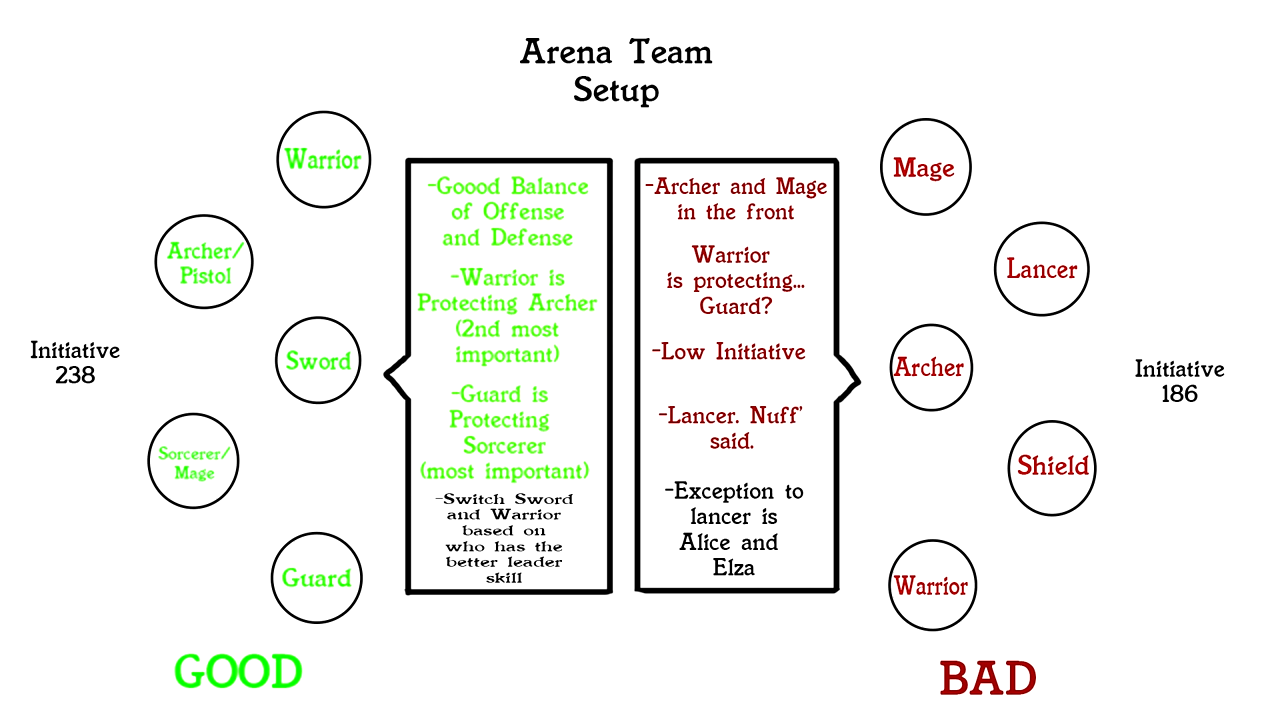 Arena Team
Setup
Warrior
Archer/
Pistol
Sword
Sorcerer/
Mage
Guard
Initiative
238
GOOD
-Goood Balance
of Offense
and Defense
-Warrior is
Protecting Archer
(2nd most
important)
-Guard is
Protecting
Sorcerer
(most important)
-Switch Sword
and Warrior
based on
who has the
better leader
skill
-Archer and Mage
in the front
Warrior
is protecting...
Guard?
-Low Initiative
-Lancer. Nuff'
said.
-Exception to
lancer is
Alice and
Elza
Mage
Lancer
Archer
Shield
Warrior
Initiative
186
BAD